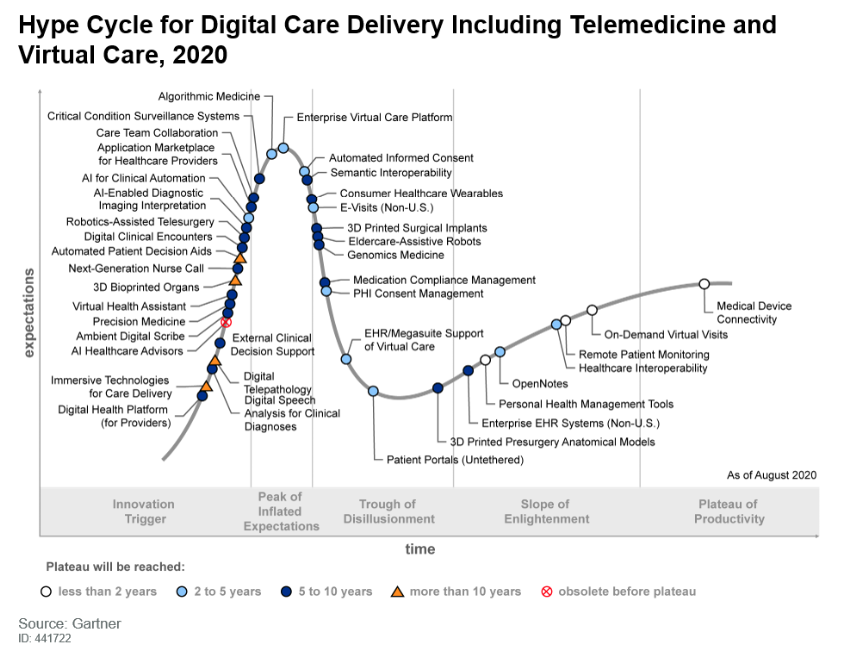 Hype Cycle for Digital Care Delivery Including Telemedicine and
Virtual Care, 2020
Algorithmic Medicine
Critical Condition Surveillance Systems
Care Team Collaboration
Application Marketplace
for Healthcare Providers
AI for Clinical Automation
AI-Enabled Diagnostic
Imaging Interpretation
Robotics-Assisted Telesurgery
Digital Clinical Encounters
Automated Patient Decision Aids
Next-Generation Nurse Call
3D Bioprinted Organs
Virtual Health Assistant
Precision Medicine
Ambient Digital Scribe
AI Healthcare Advisors
Immersive Technologies
for Care Delivery
Digital Health Platform
(for Providers)
External Clinical
Decision Support
Digital
Telepathology
Digital Speech
Analysis for Clinical
Diagnoses
Enterprise Virtual Care Platform
Automated Informed Consent
Semantic Interoperability
Consumer Healthcare Wearables
E-Visits (Non-U.S.)
3D Printed Surgical Implants
Eldercare-Assistive Robots
Genomics Medicine
Medication Compliance Management
PHI Consent Management
EHR/Megasuite Support
of Virtual Care
Patient Portals (Untethered)
3D Printed Presurgery Anatomical Models
Enterprise EHR Systems (Non-U.S.)
Personal Health Management Tools
OpenNotes
Healthcare Interoperability
Remote Patient Monitoring
On-Demand Virtual Visits
Medical Device
Connectivity
expectations
As of August 2020
Innovation
Trigger
Peak of
Inflated
Expectations
Trough of
Disillusionment
Slope of
Enlightenment
Plateau of
Productivity
time
Plateau will be reached:
less than 2 years
2 to 5 years
5 to 10 years
more than 10 years
obsolete before plateau
Source: Gartner
ID: 441722